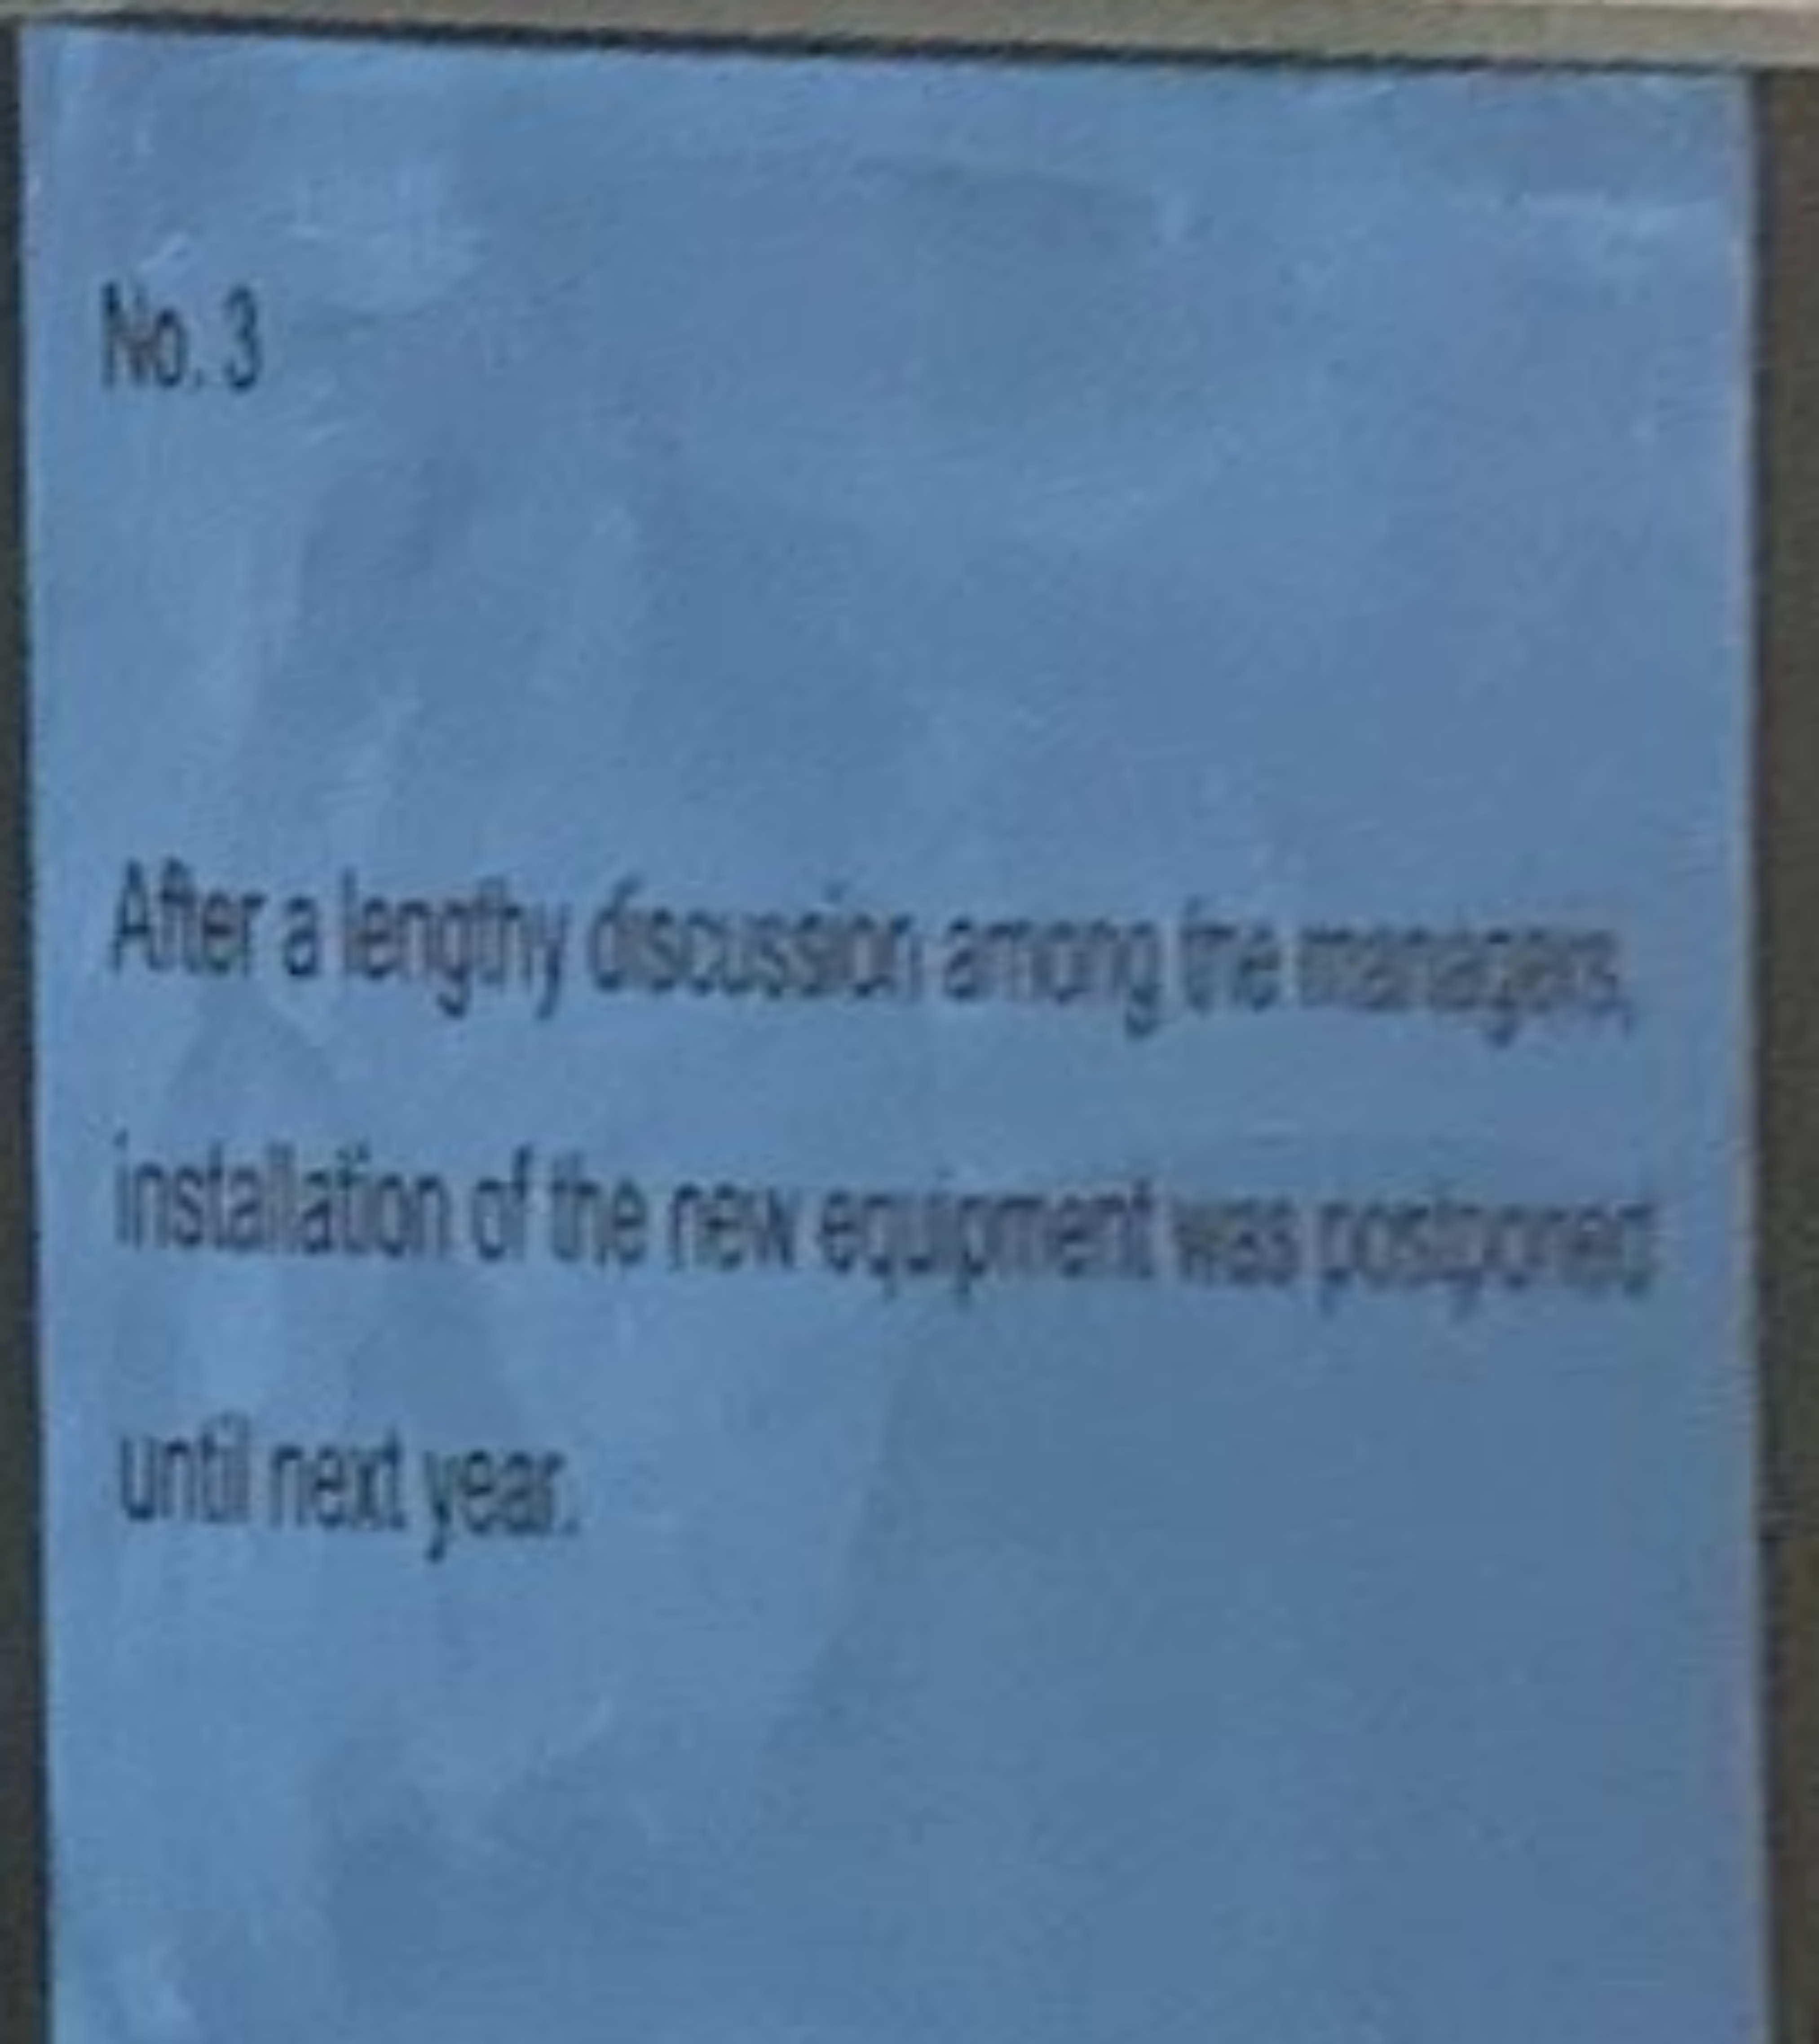 No. 3
After a lengthy discussion among the managers,
installation of the new equipment was postponed
until next year.